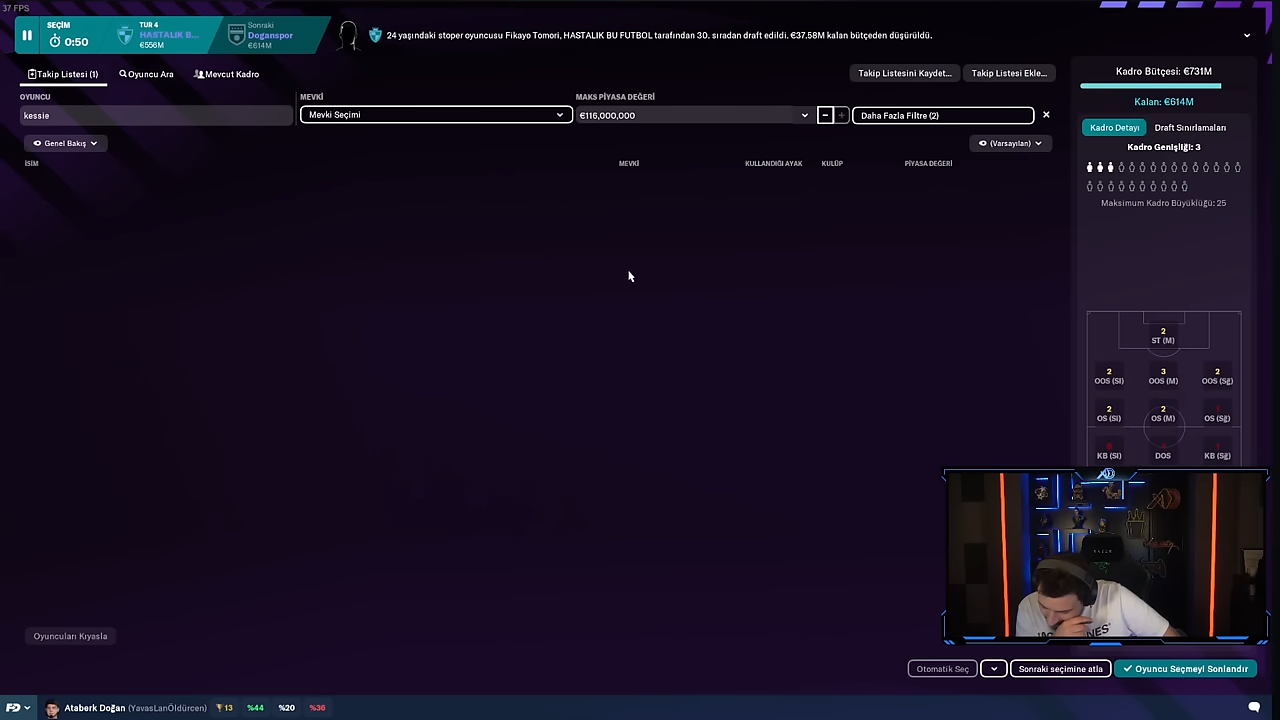 37 FPS
SEÇİM
0:50
TUR 4
HASTALIK B...
€556M
Sonraki
Doganspor
€614M
24 yaşındaki stoper oyuncusu Fikayo Tomori, HASTALIK BU FUTBOL tarafından 30. sıradan draft edildi. €37.58M kalan bütçeden düşürüldü.
Takip Listesi (1)
Oyuncu Ara
Mevcut Kadro
Takip Listesini Kaydet...
Takip Listesi Ekle...
OYUNCU
MEVKİ
MAKS PİYASA DEĞERİ
kessie
Mevki Seçimi
€116,000,000
Daha Fazla Filtre (2)
Genel Bakış
(Varsayılan)
İSİM
MEVKİ
KULLANDIĞI AYAK
KULÜP
PİYASA DEĞERİ
Kadro Bütçesi: €731M
Kalan: €614M
Kadro Detayı
Draft Sınırlamaları
Kadro Genişliği: 3
Maksimum Kadro Büyüklüğü: 25
2
ST (M)
2
3
2
OOS (Sl)
OOS (M)
OOS (Sğ)
2
2
OS (Sl)
OS (M)
OS (Sğ)
KB (Sl)
DOS
KB (Sğ)
Oyuncuları Kıyasla
Otomatik Seç
Sonraki seçimine atla
Oyuncu Seçmeyi Sonlandır
Ataberk Doğan (YavasLanÖldürcen)
13
%44
%20
%36